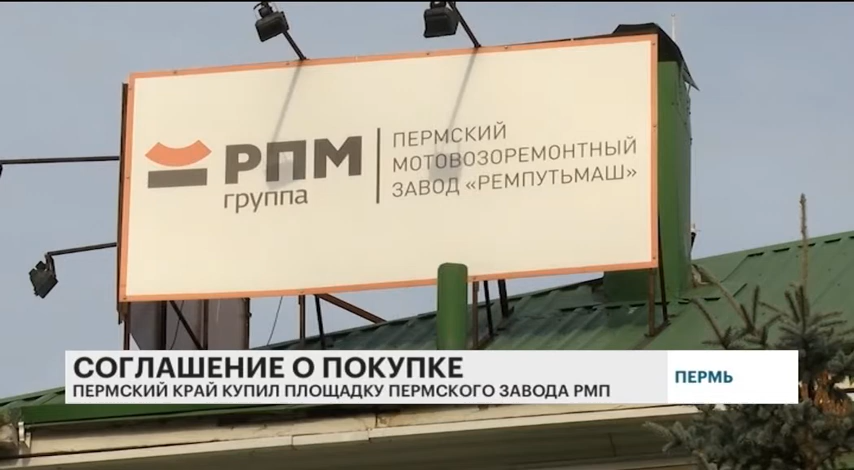 РПМ
группа
ПЕРМСКИЙ
МОТОВОЗОРЕМОНТНЫЙ
ЗАВОД «РЕМПУТЬМАШ»
СОГЛАШЕНИЕ О ПОКУПКЕ
ПЕРМСКИЙ КРАЙ КУПИЛ ПЛОЩАДКУ ПЕРМСКОГО ЗАВОДА РМП
ПЕРМЬ